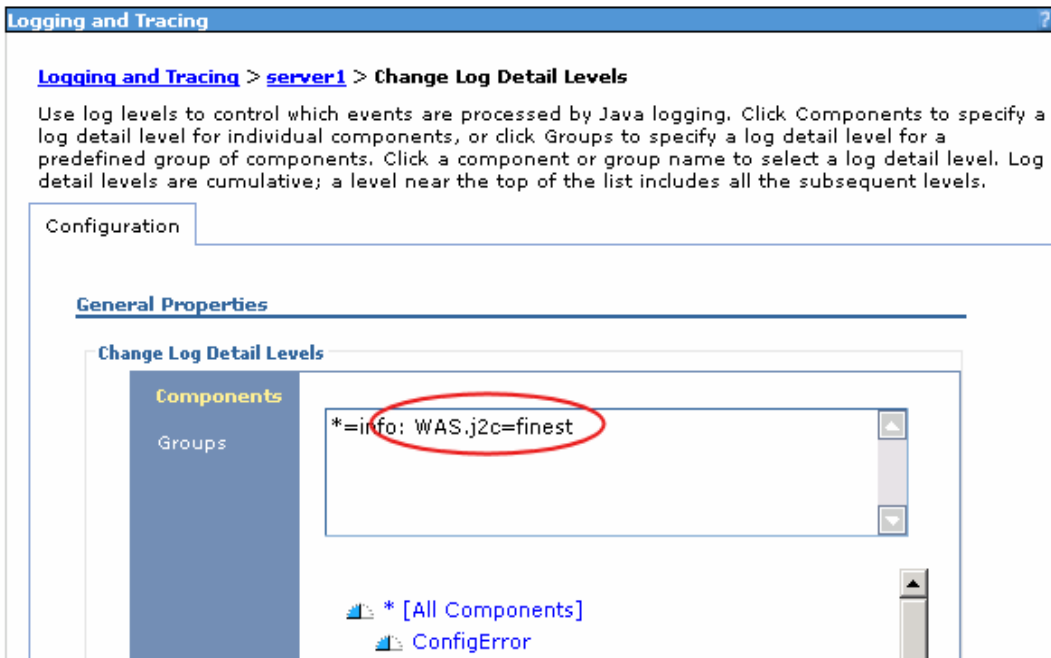 Logging and Tracing ?
Logging and Tracing > server1 > Change Log Detail Levels
Use log levels to control which events are processed by Java logging. Click Components to specify a
log detail level for individual components, or click Groups to specify a log detail level for a
predefined group of components. Click a component or group name to select a log detail level. Log
detail levels are cumulative; a level near the top of the list includes all the subsequent levels.
Configuration
General Properties
Change Log Detail Levels
Components
Groups
*=info: WAS.j2c=finest
* [All Components]
ConfigError